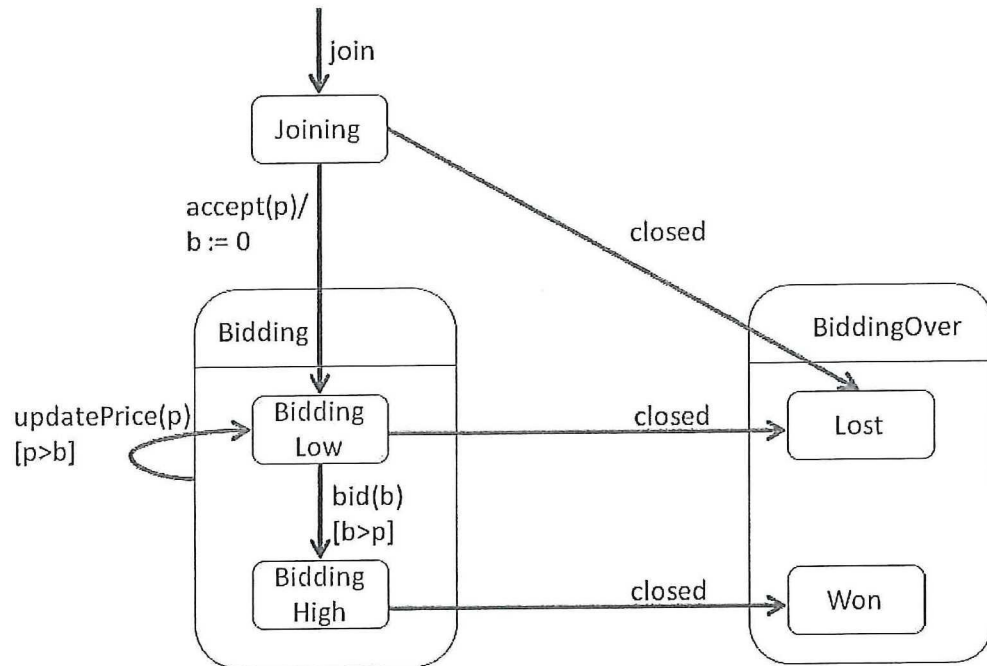 join
Joining
accept(p)/
b := 0
closed
Bidding
BiddingOver
updatePrice(p)
[p>b]
Bidding
Low
closed
Lost
bid(b)
[b>p]
Bidding
High
closed
Won